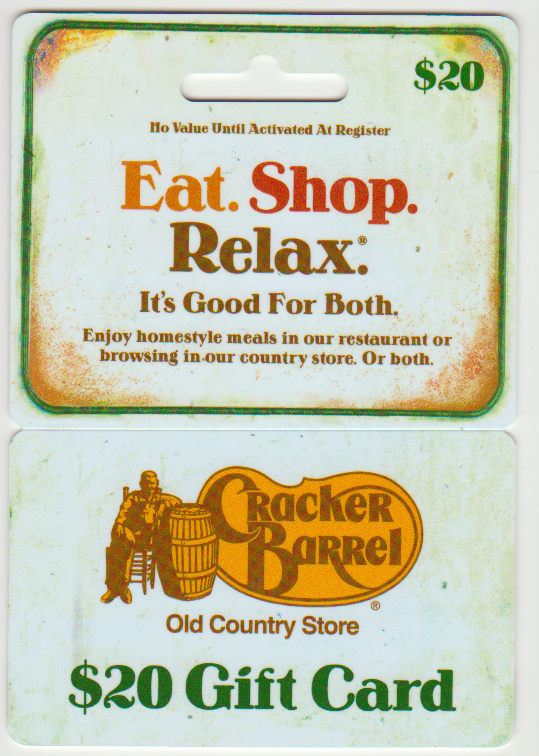 $20
No Value Until Activated At Register
Eat. Shop.
Relax.®
It's Good For Both.
Enjoy homestyle meals in our restaurant or
browsing in our country store. Or both.
Cracker
Barrel
®
Old Country Store
$20 Gift Card